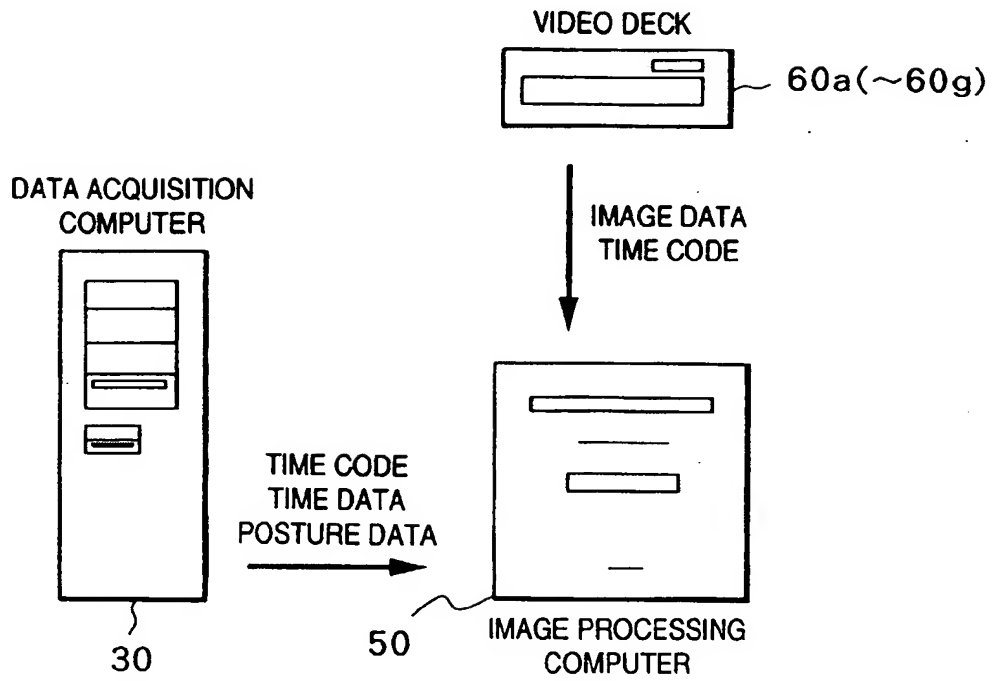 VIDEO DECK
60a(~60g)
DATA ACQUISITION
COMPUTER
IMAGE DATA
TIME CODE
TIME CODE
TIME DATA
POSTURE DATA
30
50
IMAGE PROCESSING
COMPUTER